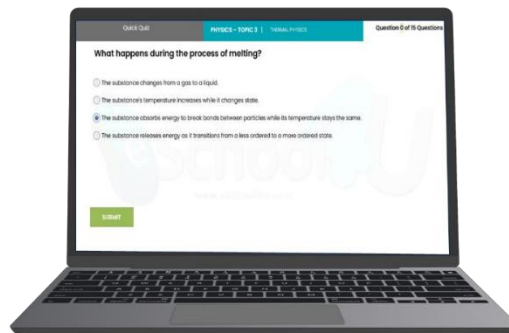 Quick Quiz
PHYSICS - TOPIC 3 | THERMAL PHYSICS
Question 6 of 15 Questions
What happens during the process of melting?
The substance changes from a gas to a liquid.
The substance's temperature increases while it changes state.
The substance absorbs energy to break bonds between particles while its temperature stays the same.
The substance releases energy as it transitions from a less ordered to a more ordered state.
SUBMIT